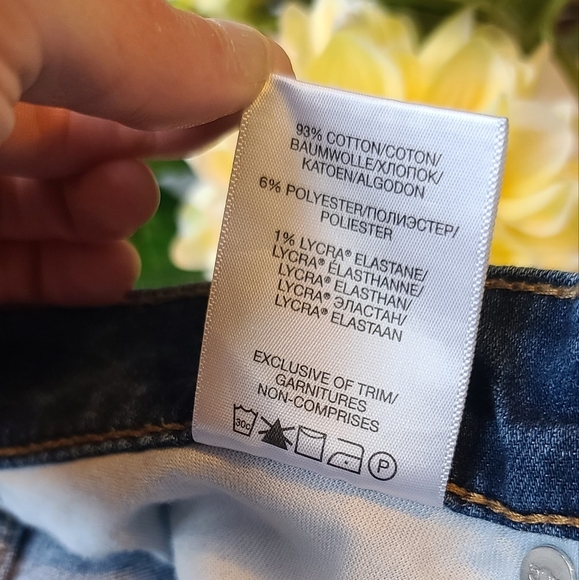 93% COTTON/COTON/
BAUMWOLLE/ХЛОПОК/
KATOEN/ALGODON
6% POLYESTER/ПОЛИЭСТЕР/
POLIESTER
1% LYCRA® ELASTANE/
LYCRA® ELASTHANNE/
LYCRA® ELASTHAN/
LYCRA® ЭЛАСТАН/
LYCRA® ELASTAAN
EXCLUSIVE OF TRIM/
GARNITURES
NON-COMPRISES
30c P